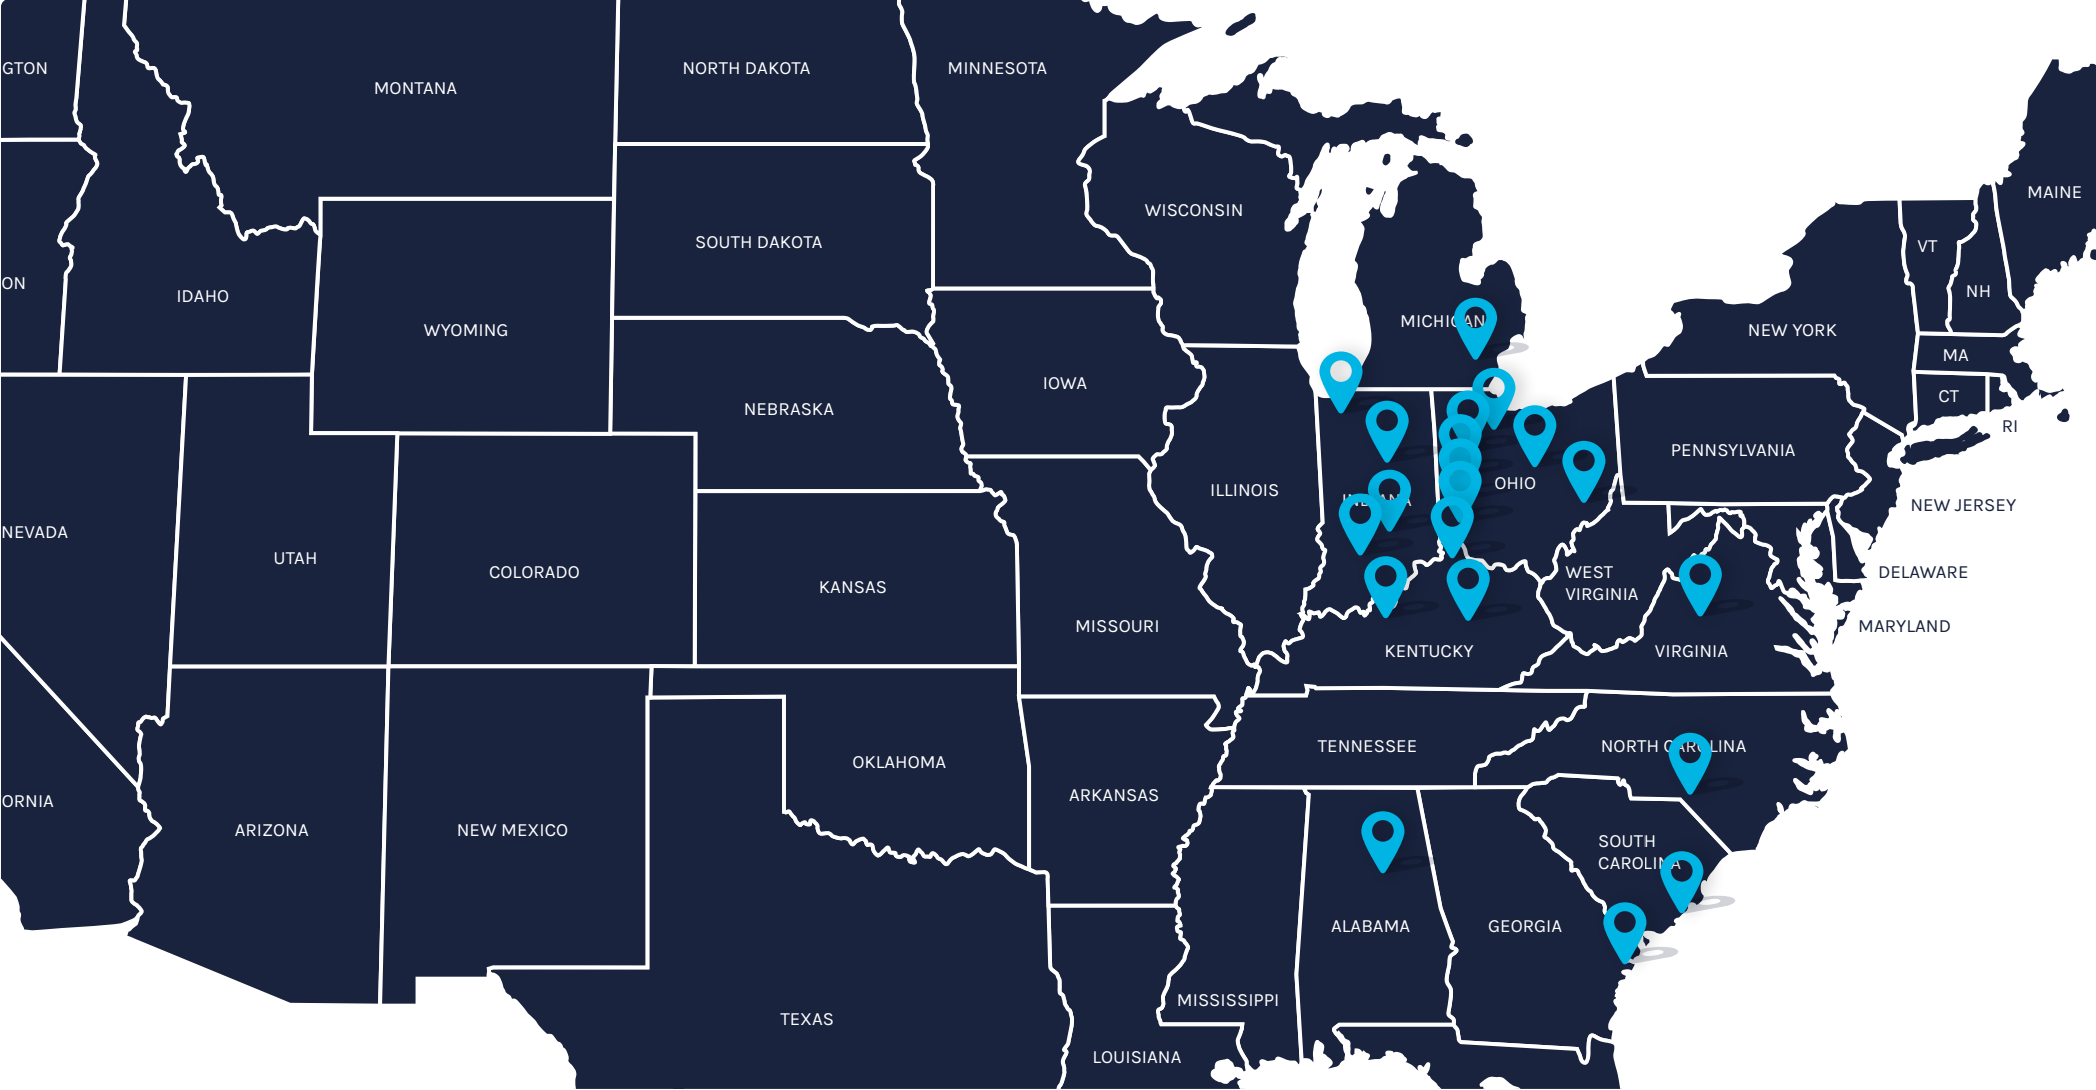 GTON
MONTANA
NORTH DAKOTA
MINNESOTA
MAINE
WISCONSIN
SOUTH DAKOTA
VT
ON
IDAHO
NH
WYOMING
MICHIGAN
NEW YORK
MA
IOWA
CT
NEBRASKA
RI
PENNSYLVANIA
ILLINOIS
INDIANA
OHIO
NEW JERSEY
NEVADA
UTAH
COLORADO
KANSAS
WEST
VIRGINIA
DELAWARE
MISSOURI
MARYLAND
KENTUCKY
VIRGINIA
TENNESSEE
NORTH CAROLINA
OKLAHOMA
ARKANSAS
ORNIA
ARIZONA
NEW MEXICO
SOUTH
CAROLINA
ALABAMA
GEORGIA
MISSISSIPPI
TEXAS
LOUISIANA